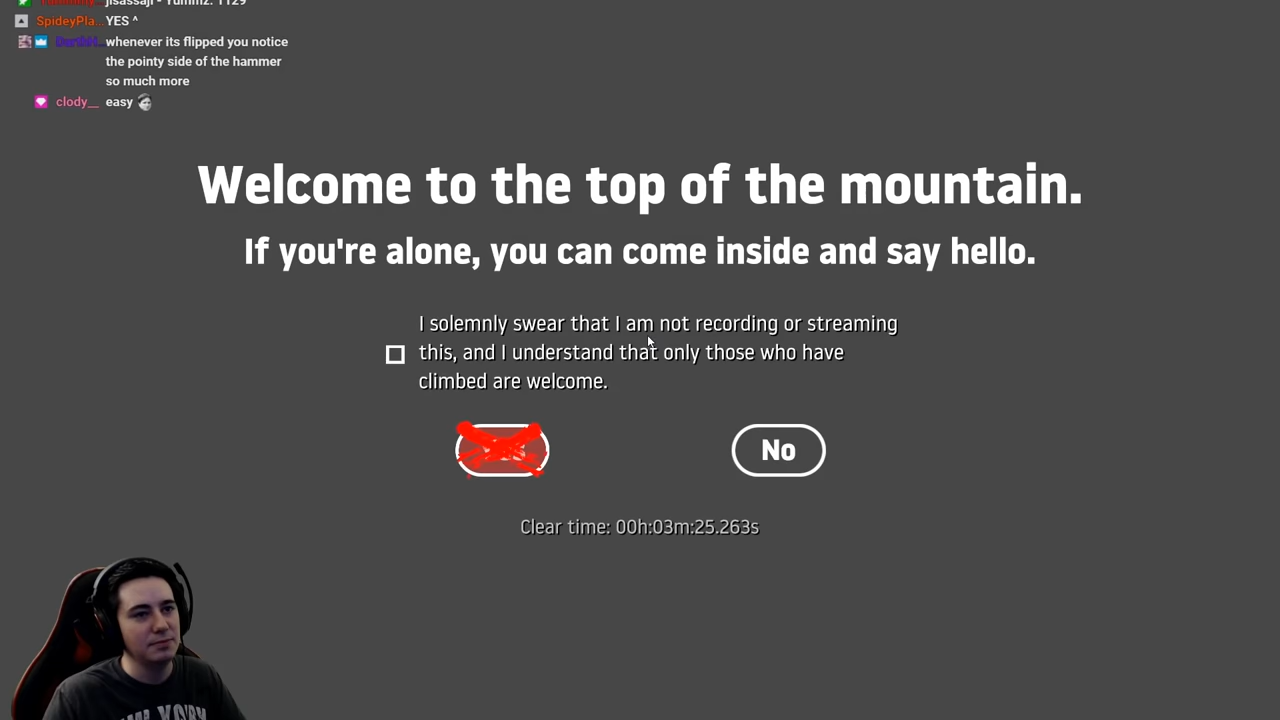 jisassaji - Yummz: 1129
SpideyPla... YES ^
whenever its flipped you notice
the pointy side of the hammer
so much more
clody__ easy
Welcome to the top of the mountain.
If you're alone, you can come inside and say hello.
I solemnly swear that I am not recording or streaming
this, and I understand that only those who have
climbed are welcome.
No
Clear time: 00h:03m:25.263s